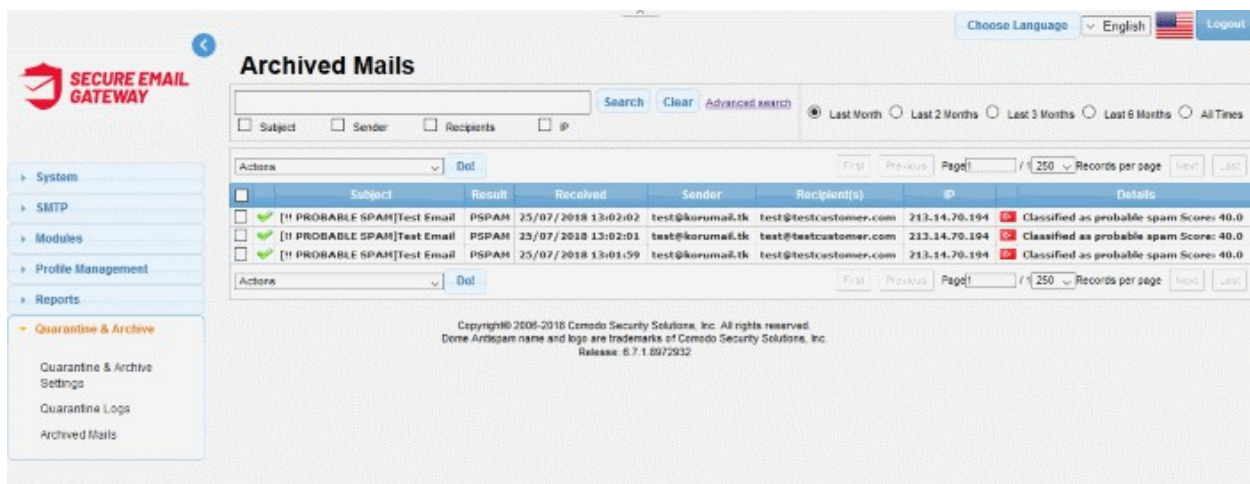 Choose Language English Logout
SECURE EMAIL
GATEWAY
Archived Mails
Search Clear Advanced search
Subject Sender Recipients IP
Last Month Last 2 Months Last 3 Months Last 6 Months All Times
System
SMTP
Modules
Profile Management
Reports
Quarantine & Archive
Quarantine & Archive
Settings
Quarantine Logs
Archived Mails
Actions Do! First Previous Page 1 / 1 250 Records per page Next Last
Subject Result Received Sender Recipient(s) IP Details
[!! PROBABLE SPAM]Test Email PSPAM 25/07/2018 13:02:02 test@korumail.tk test@testcustomer.com 213.14.70.194 Classified as probable spam Score: 40.0
[!! PROBABLE SPAM]Test Email PSPAM 25/07/2018 13:02:01 test@korumail.tk test@testcustomer.com 213.14.70.194 Classified as probable spam Score: 40.0
[!! PROBABLE SPAM]Test Email PSPAM 25/07/2018 13:01:59 test@korumail.tk test@testcustomer.com 213.14.70.194 Classified as probable spam Score: 40.0
Actions Do! First Previous Page 1 / 1 250 Records per page Next Last
Copyright© 2006-2018 Comodo Security Solutions, Inc. All rights reserved.
Dome Antispam name and logo are trademarks of Comodo Security Solutions, Inc.
Release: 6.7.1.8972932